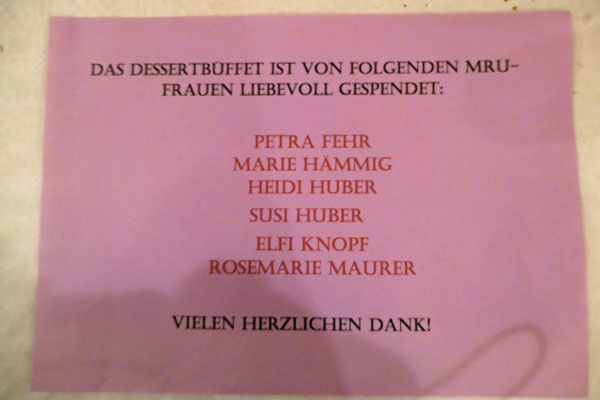 DAS DESSERTBÜFFET IST VON FOLGENDEN MRU-
FRAUEN LIEBEVOLL GESPENDET:
PETRA FEHR
MARIE HÄMMIG
HEIDI HUBER
SUSI HUBER
ELFI KNOPF
ROSEMARIE MAURER
VIELEN HERZLICHEN DANK!